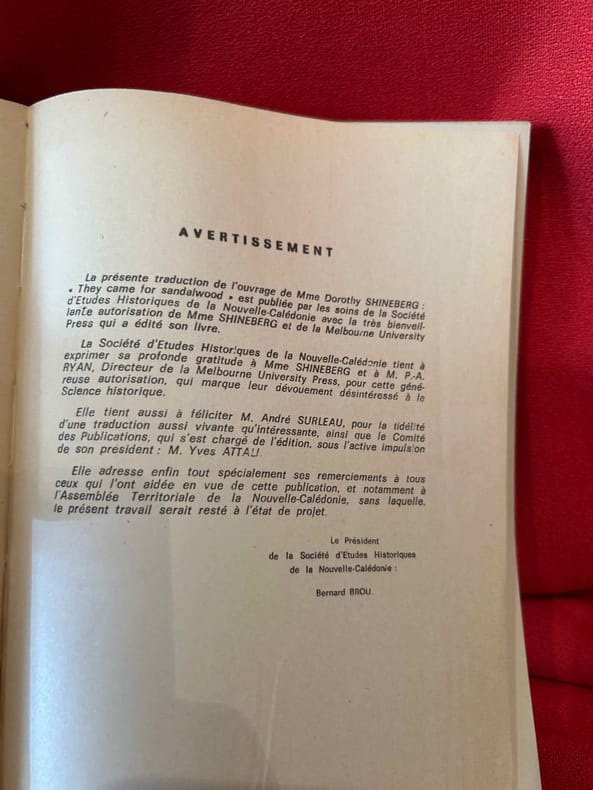 AVERTISSEMENT
La présente traduction de l'ouvrage de Mme Dorothy SHINEBERG :
« They came for sandalwood » est publiée par les soins de la Société
d'Etudes Historiques de la Nouvelle-Calédonie avec la très bienveil-
lante autorisation de Mme SHINEBERG et de la Melbourne University
Press qui a édité son livre.
La Société d'Etudes Historiques de la Nouvelle-Calédonie tient à
exprimer sa profonde gratitude à Mme SHINEBERG et à M. P.-A.
RYAN, Directeur de la Melbourne University Press, pour cette géné-
reuse autorisation, qui marque leur dévouement désintéressé à la
Science historique.
Elle tient aussi à féliciter M. André SURLEAU, pour la fidélité
d'une traduction aussi vivante qu'intéressante, ainsi que le Comité
des Publications, qui s'est chargé de l'édition, sous l'active impulsion
de son president : M. Yves ATTALI.
Elle adresse enfin tout spécialement ses remerciements à tous
ceux qui l'ont aidée en vue de cette publication, et notamment à
l'Assemblée Territoriale de la Nouvelle-Calédonie, sans laquelle,
le présent travail serait resté à l'état de projet.
Le Président
de la Société d'Etudes Historiques
de la Nouvelle-Calédonie :
Bernard BROU.